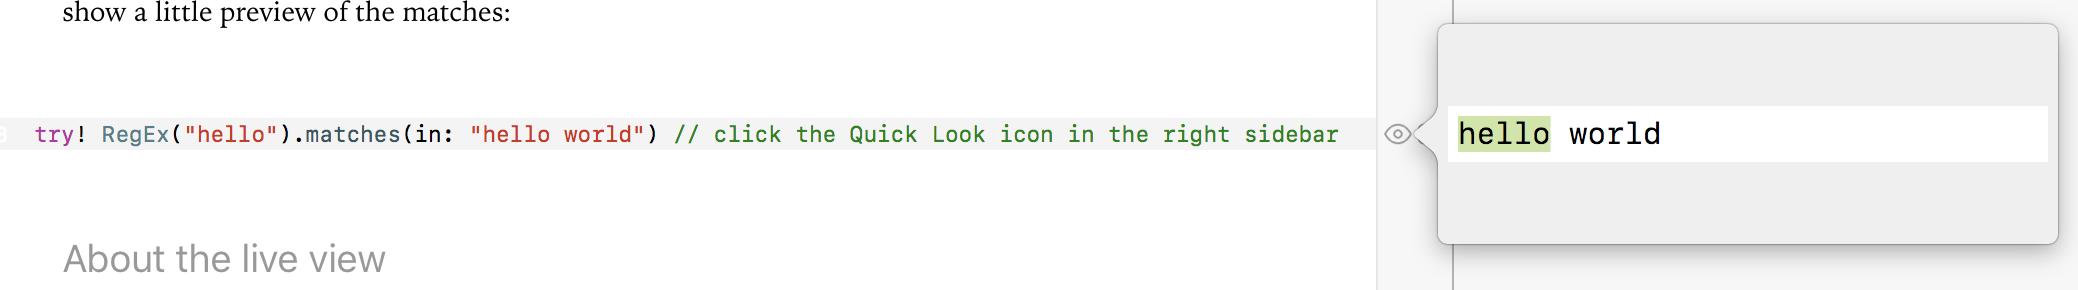 show a little preview of the matches:
try! RegEx("hello").matches(in: "hello world") // click the Quick Look icon in the right sidebar
hello world
About the live view